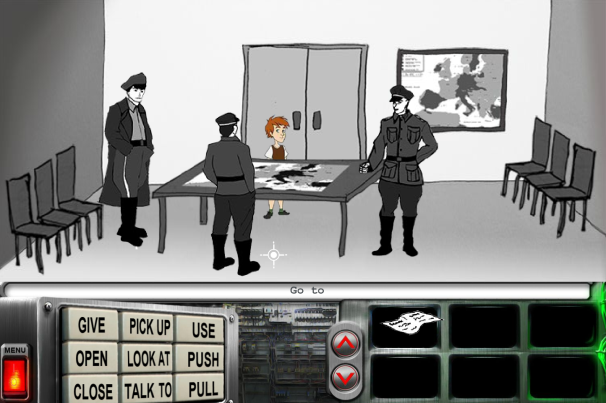 Go to
GIVE PICK UP USE
MENU
OPEN LOOK AT PUSH
CLOSE TALK TO PULL